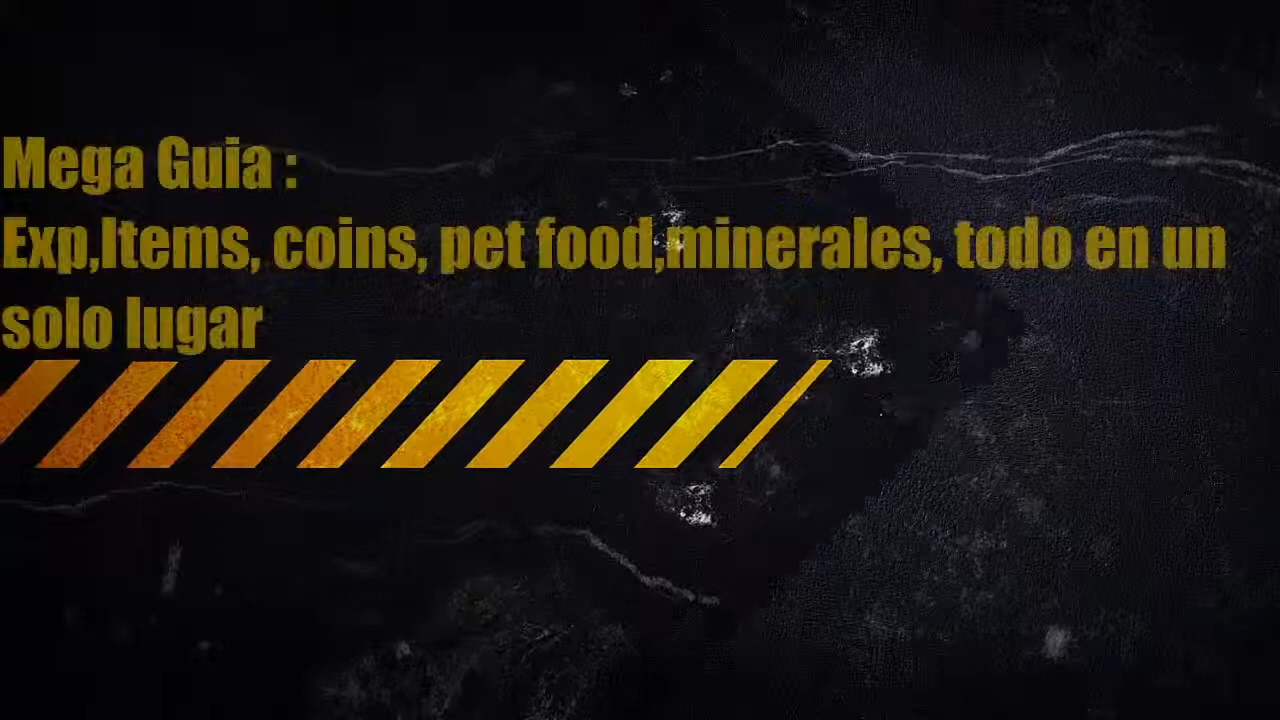 Mega Guia :
Exp,Items, coins, pet food,minerales, todo en un
solo lugar